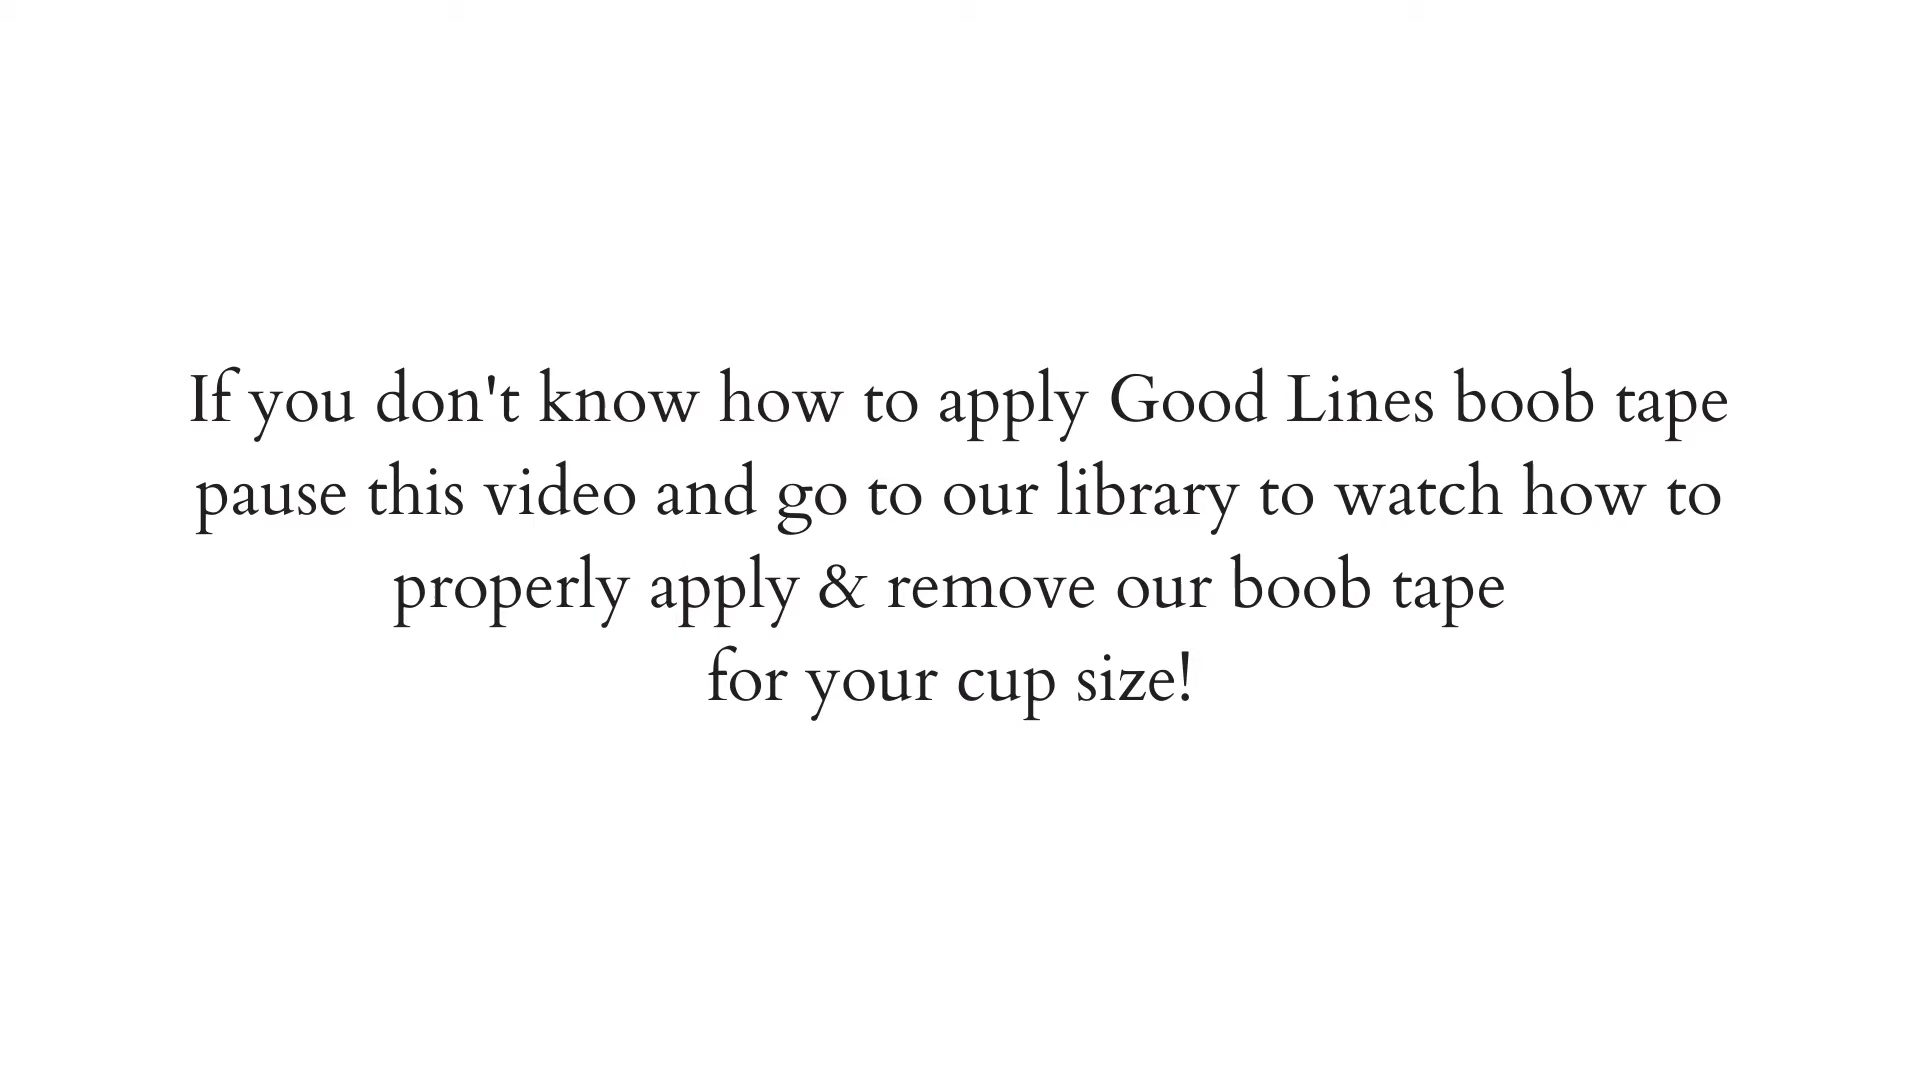 If you don't know how to apply Good Lines boob tape
pause this video and go to our library to watch how to
properly apply & remove our boob tape
for your cup size!